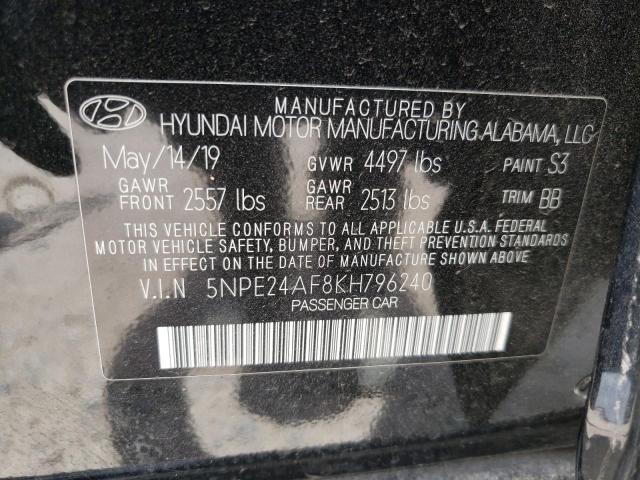 MANUFACTURED BY
HYUNDAI MOTOR MANUFACTURING ALABAMA, LLC
May/14/19 GVWR 4497 lbs PAINT S3
GAWR FRONT 2557 lbs GAWR REAR 2513 lbs TRIM BB
THIS VEHICLE CONFORMS TO ALL APPLICABLE U.S.A. FEDERAL
MOTOR VEHICLE SAFETY, BUMPER, AND THEFT PREVENTION STANDARDS
IN EFFECT ON THE DATE OF MANUFACTURE SHOWN ABOVE.
V.I.N 5NPE24AF8KH796240
PASSENGER CAR